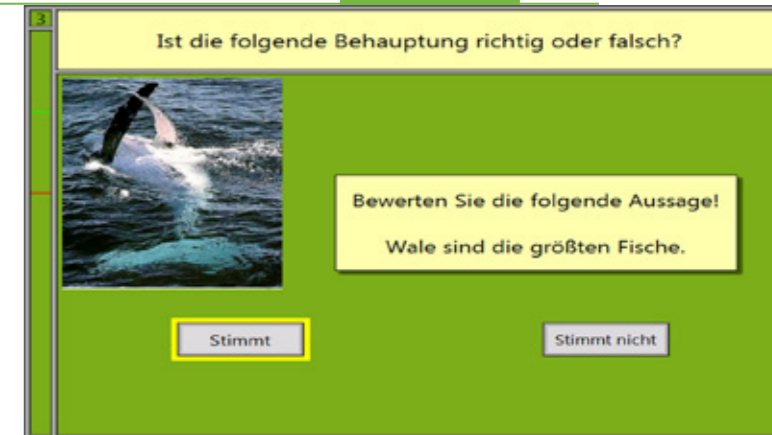 3
Ist die folgende Behauptung richtig oder falsch?
Bewerten Sie die folgende Aussage!
Wale sind die größten Fische.
Stimmt
Stimmt nicht